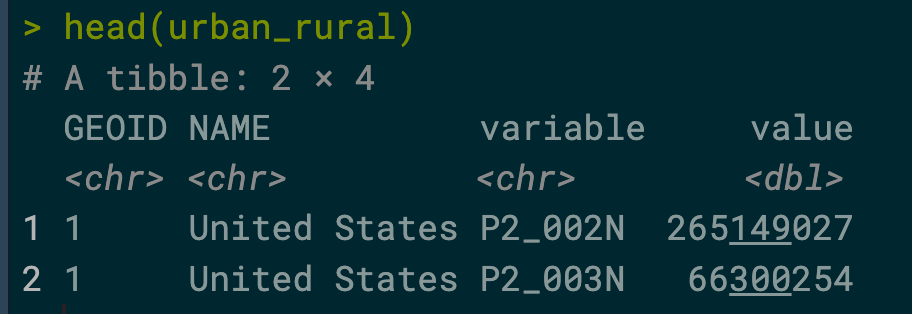 > head(urban_rural)
# A tibble: 2 × 4
GEOID NAME variable value
<chr> <chr> <chr> <dbl>
1 1 United States P2_002N 265149027
2 1 United States P2_003N 66300254